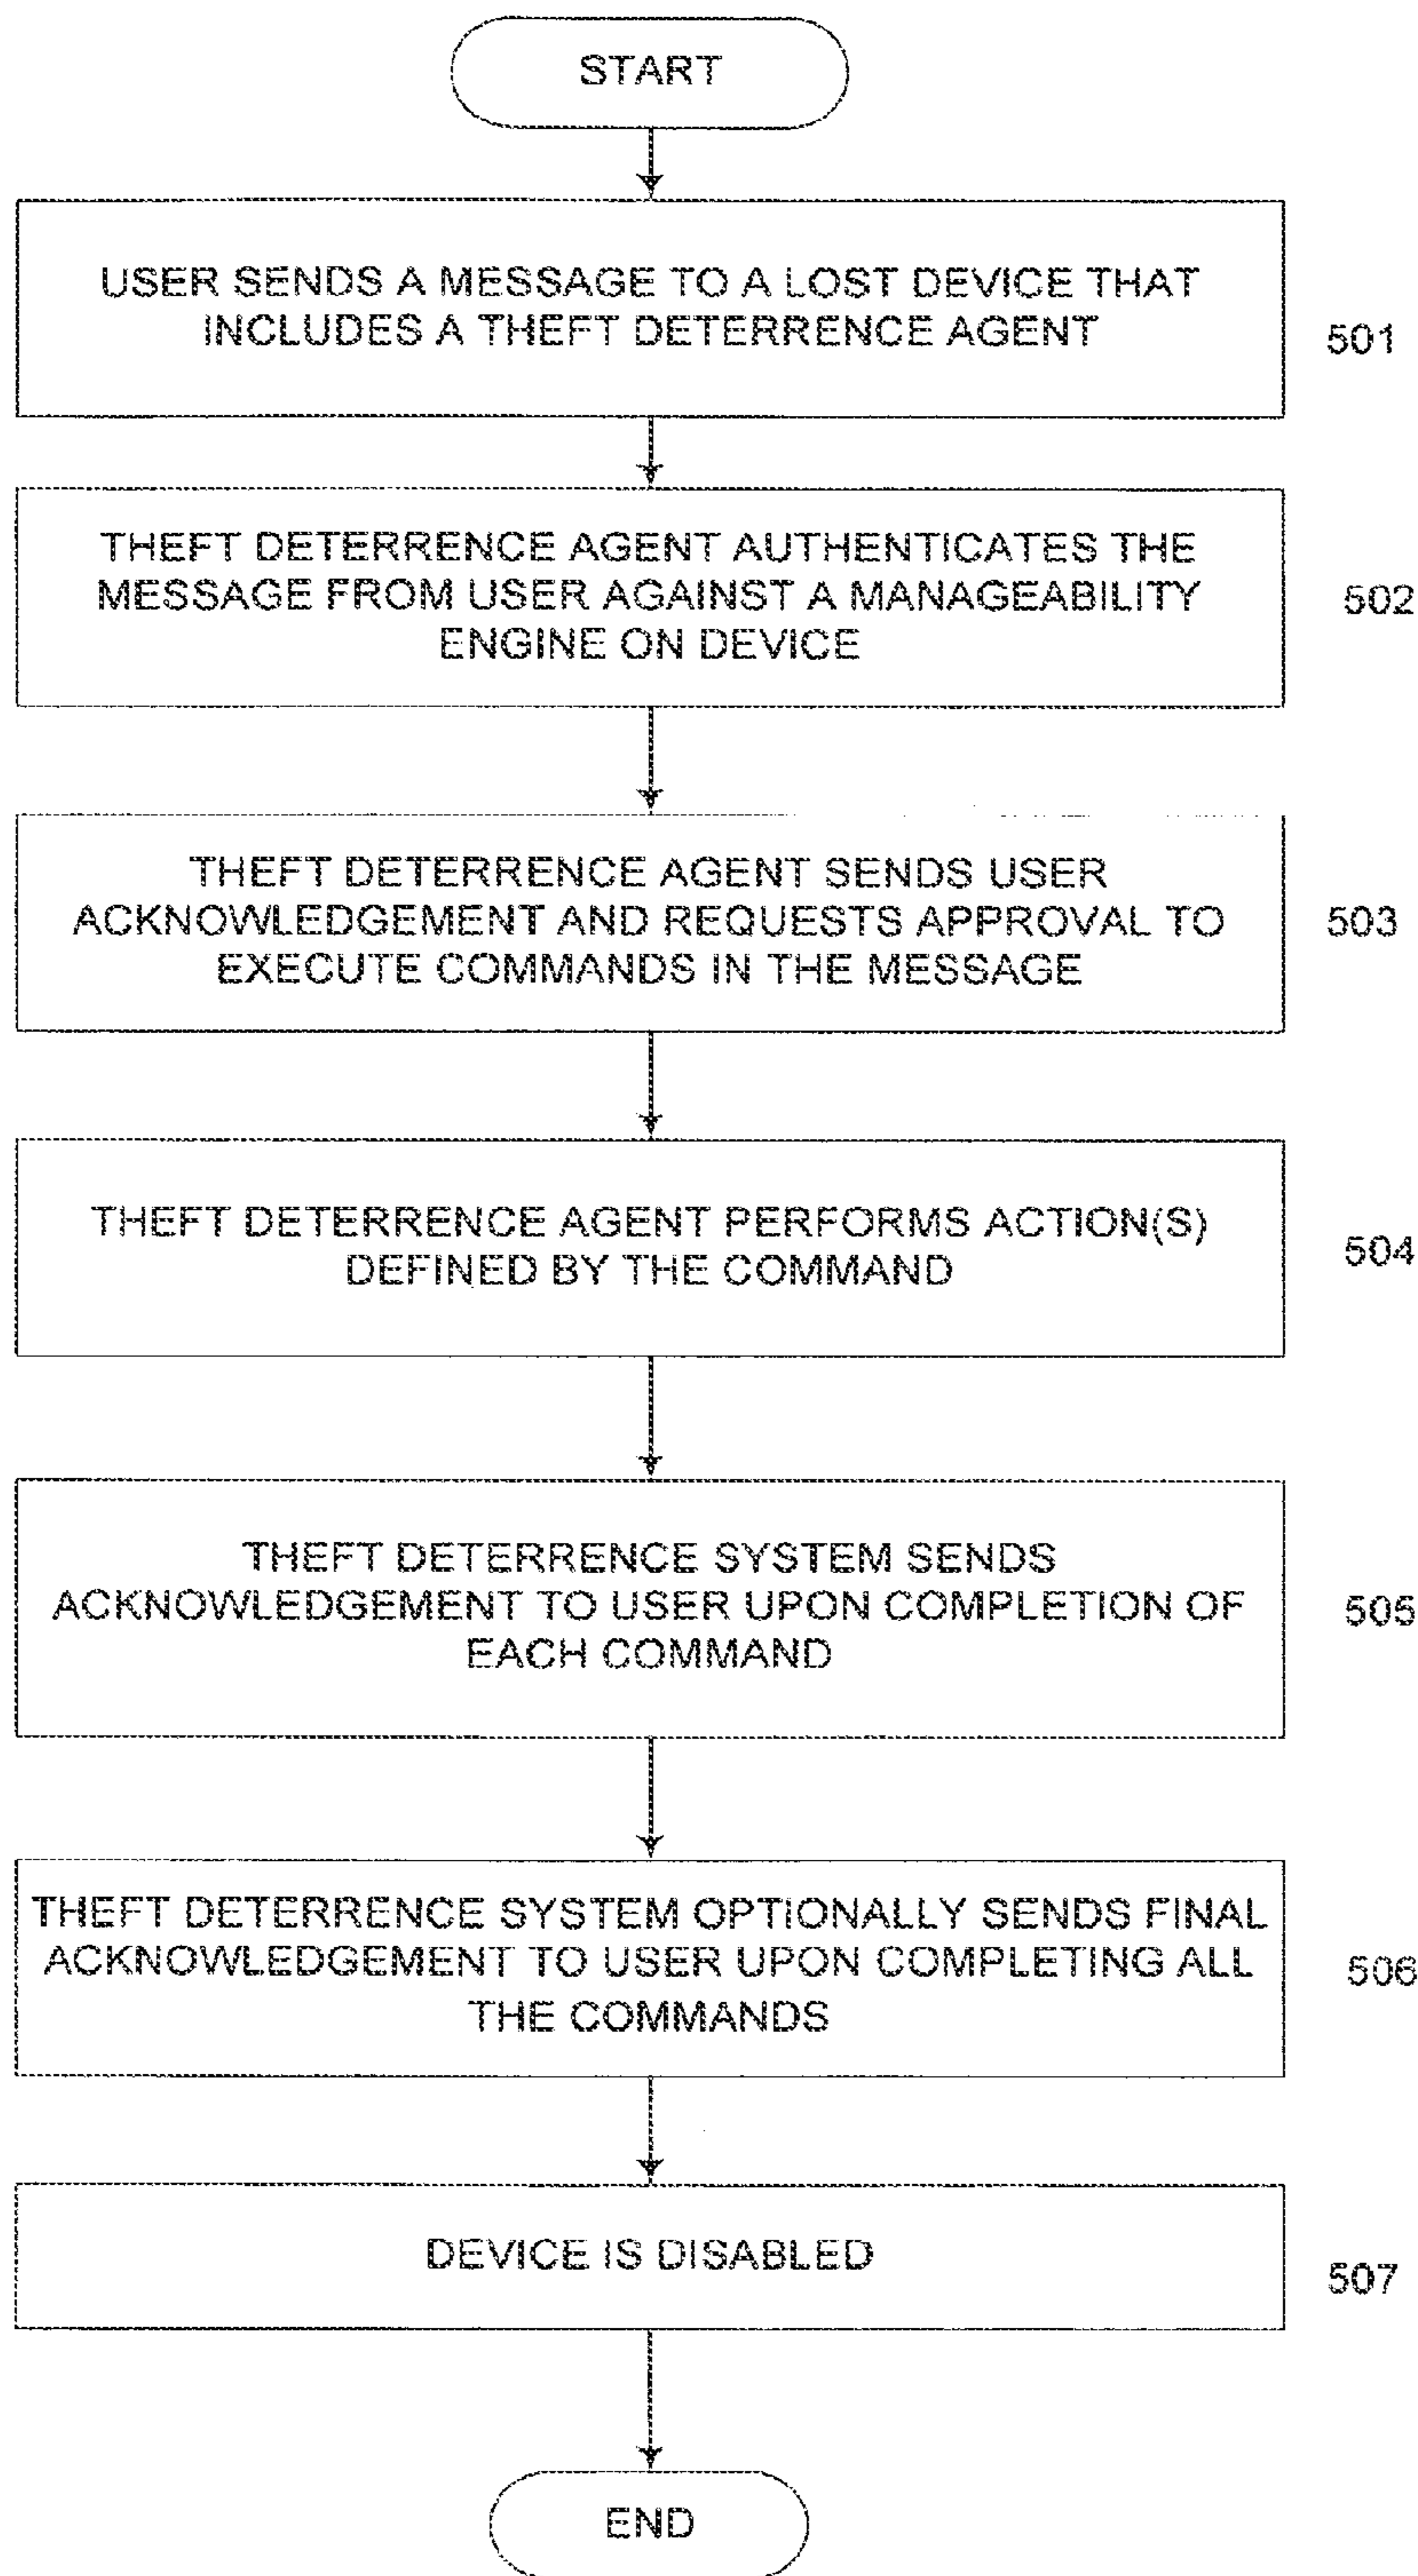 START
USER SENDS A MESSAGE TO A LOST DEVICE THAT
INCLUDES A THEFT DETERRENCE AGENT
501
THEFT DETERRENCE AGENT AUTHENTICATES THE
MESSAGE FROM USER AGAINST A MANAGEABILITY
ENGINE ON DEVICE
502
THEFT DETERRENCE AGENT SENDS USER
ACKNOWLEDGEMENT AND REQUESTS APPROVAL TO
EXECUTE COMMANDS IN THE MESSAGE
503
THEFT DETERRENCE AGENT PERFORMS ACTION(S)
DEFINED BY THE COMMAND
504
THEFT DETERRENCE SYSTEM SENDS
ACKNOWLEDGEMENT TO USER UPON COMPLETION OF
EACH COMMAND
505
THEFT DETERRENCE SYSTEM OPTIONALLY SENDS FINAL
ACKNOWLEDGEMENT TO USER UPON COMPLETING ALL
THE COMMANDS
506
DEVICE IS DISABLED
507
END